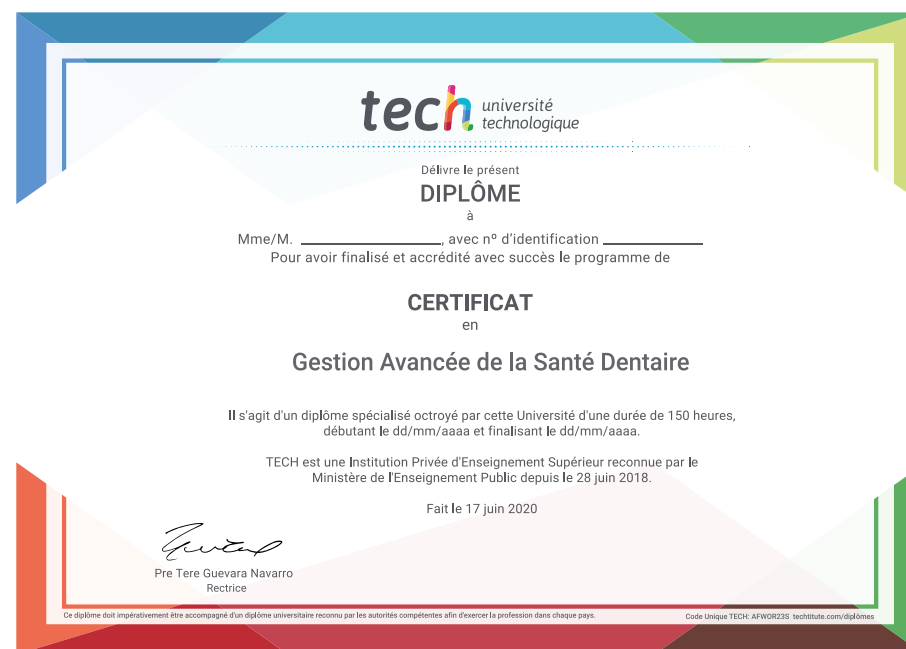 tech université
technologique
Délivre le présent
DIPLÔME
à
Mme/M. ____________________, avec nº d'identification ______________
Pour avoir finalisé et accrédité avec succès le programme de
CERTIFICAT
en
Gestion Avancée de la Santé Dentaire
Il s'agit d'un diplôme spécialisé octroyé par cette Université d'une durée de 150 heures,
débutant le dd/mm/aaaa et finalisant le dd/mm/aaaa.
TECH est une Institution Privée d'Enseignement Supérieur reconnue par le
Ministère de l'Enseignement Public depuis le 28 juin 2018.
Fait le 17 juin 2020
Pre Tere Guevara Navarro
Rectrice
Ce diplôme doit impérativement être accompagné d'un diplôme universitaire reconnu par les autorités compétentes afin d'exercer la profession dans chaque pays.
Code Unique TECH: AFWOR23S techtitute.com/diplômes